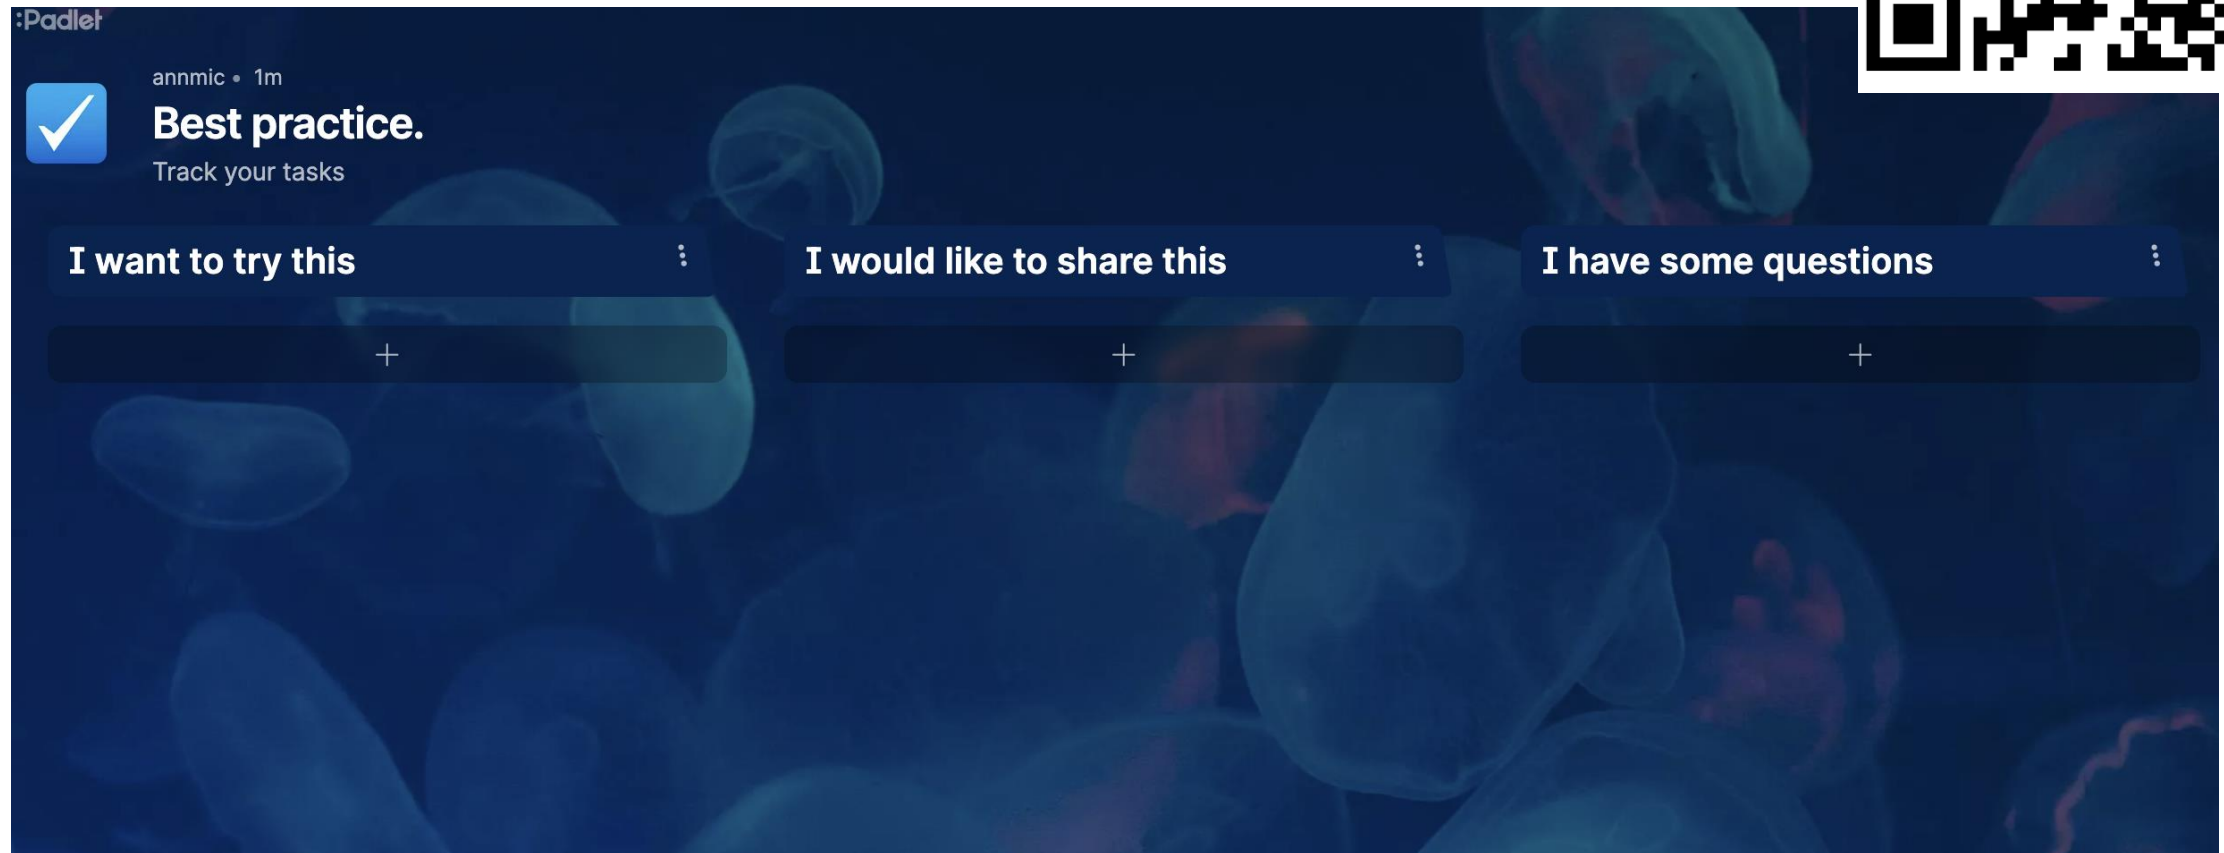 :Padlet
annmic • 1m
Best practice.
Track your tasks
I want to try this
I would like to share this
I have some questions